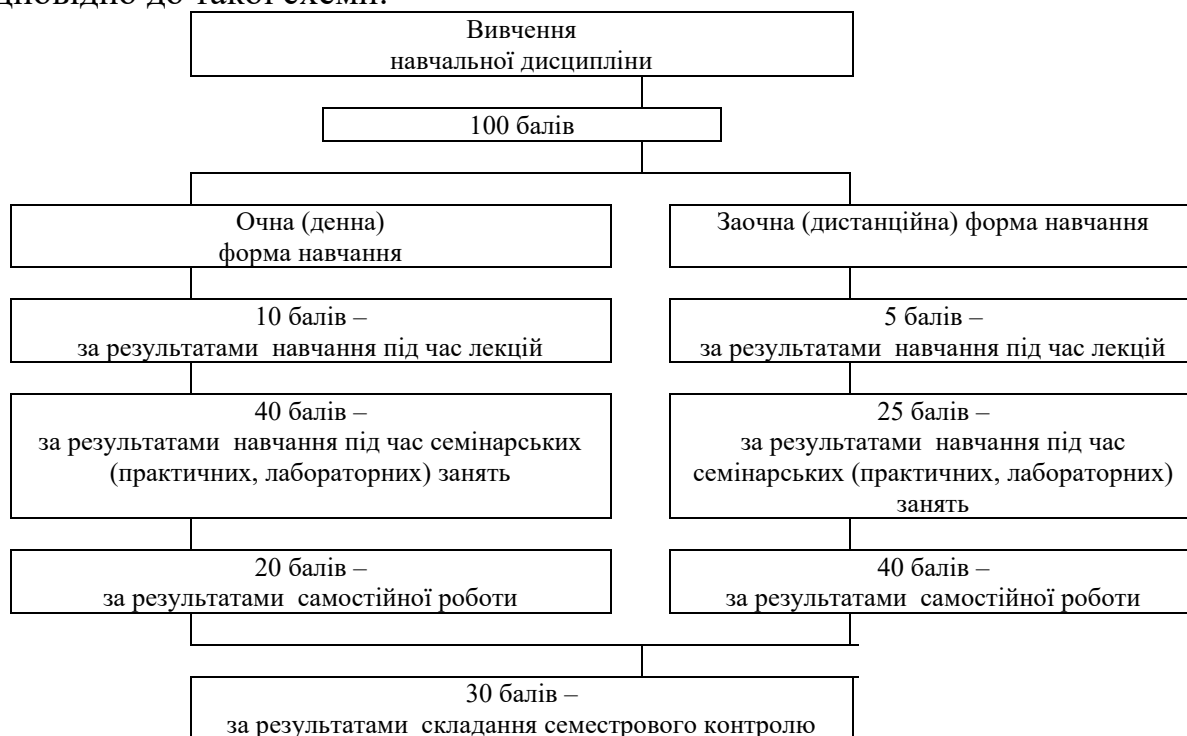 до такої схеми:
Вивчення
навчальної дисципліни
100 балів
Очна (денна)
форма навчання
Заочна (дистанційна) форма навчання
10 балів –
за результатами навчання під час лекцій
5 балів –
за результатами навчання під час лекцій
40 балів –
за результатами навчання під час семінарських
(практичних, лабораторних) занять
25 балів –
за результатами навчання під час
семінарських (практичних, лабораторних)
занять
20 балів –
за результатами самостійної роботи
40 балів –
за результатами самостійної роботи
30 балів –
за результатами складання семестрового контролю